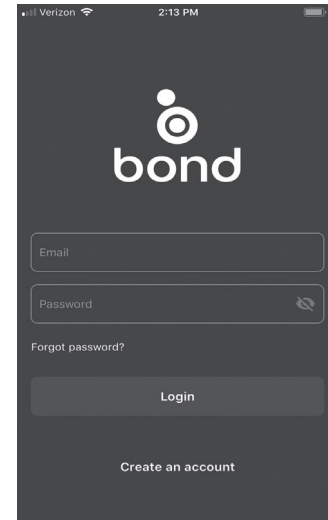 Verizon 2:13 PM
bond
Email
Password
Forgot password?
Login
Create an account